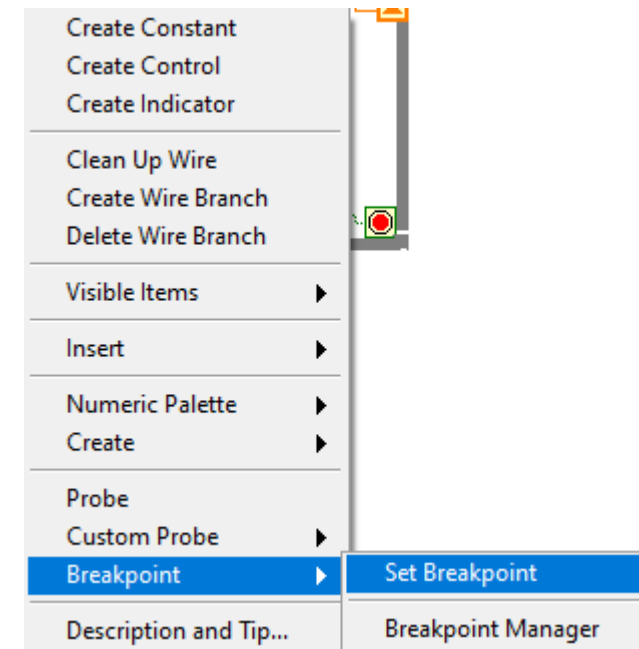 Create Constant
Create Control
Create Indicator
Clean Up Wire
Create Wire Branch
Delete Wire Branch
Visible Items
Insert
Numeric Palette
Create
Probe
Custom Probe
Breakpoint
Set Breakpoint
Description and Tip...
Breakpoint Manager